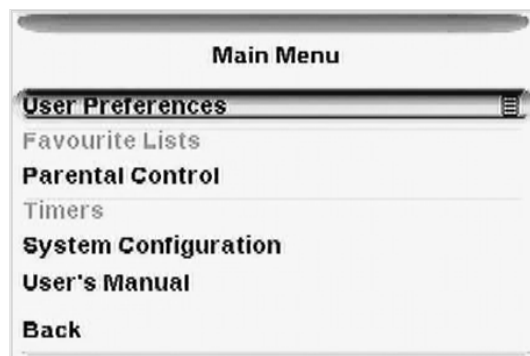 Main Menu
User Preferences
Favourite Lists
Parental Control
Timers
System Configuration
User's Manual
Back